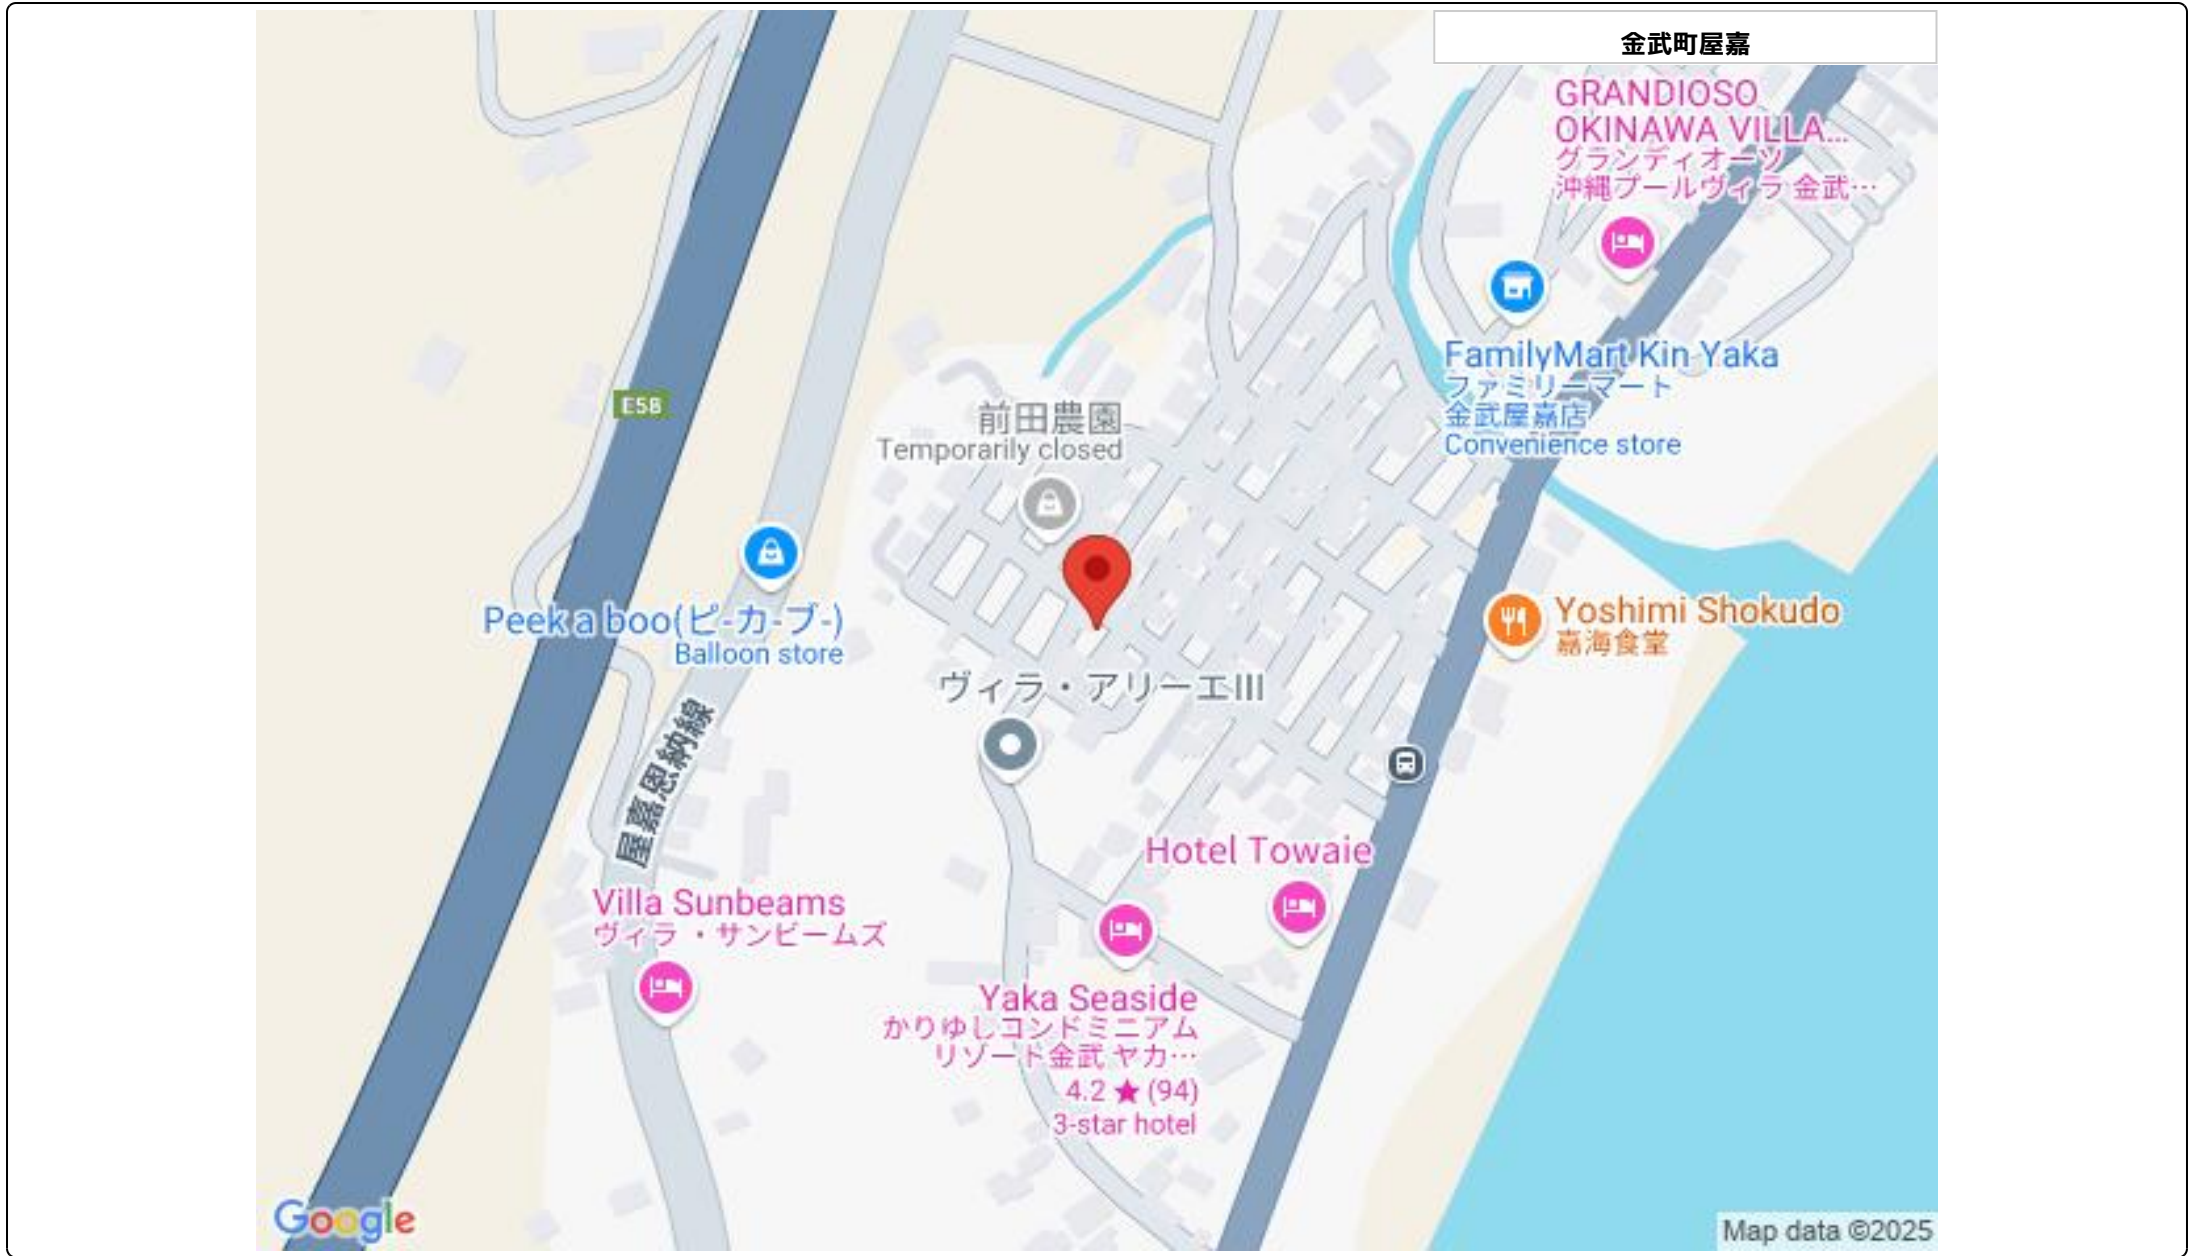 金武町屋嘉
GRANDIOSO
OKINAWA VILLA...
グランディオーソ
沖縄プールヴィラ 金武…
FamilyMart Kin Yaka
ファミリーマート
金武屋嘉店
Convenience store
E58
前田農園
Temporarily closed
Peek a boo(ピ-カ-ブ-)
Balloon store
Yoshimi Shokudo
嘉海食堂
ヴィラ・アリーエIII
屋嘉恩納線
Hotel Towaie
Villa Sunbeams
ヴィラ・サンビームズ
Yaka Seaside
かりゆしコンドミニアム
リゾート金武 ヤカ…
4.2 ★ (94)
3-star hotel
Google
Map data ©2025